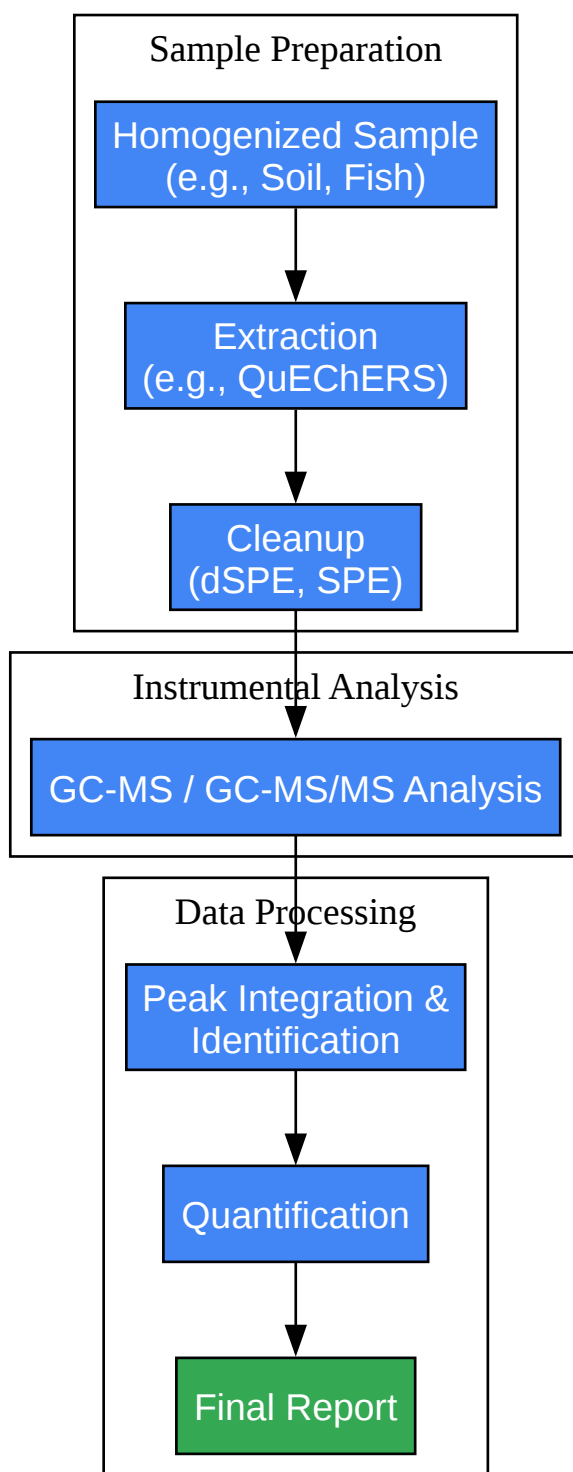 Sample Preparation
Homogenized Sample
(e.g., Soil, Fish)
Extraction
(e.g., QuEChERS)
Cleanup
(dSPE, SPE)
Instrumental Analysis
GC-MS / GC-MS/MS Analysis
Data Processing
Peak Integration &
Identification
Quantification
Final Report